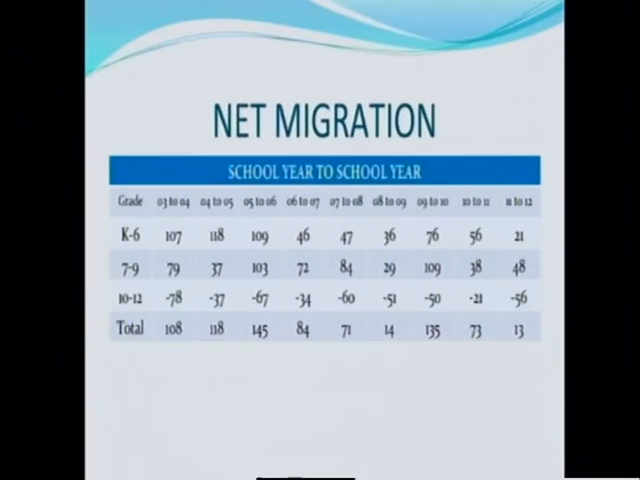 NET MIGRATION
SCHOOL YEAR TO SCHOOL YEAR
Grade 03 to 04 04 to 05 05 to 06 06 to 07 07 to 08 08 to 09 09 to 10 10 to 11 11 to 12
K-6 107 118 109 46 47 36 76 56 21
7-9 79 37 103 72 84 29 109 38 48
10-12 -78 -37 -67 -34 -60 -51 -50 -21 -56
Total 108 118 145 84 71 14 135 73 13